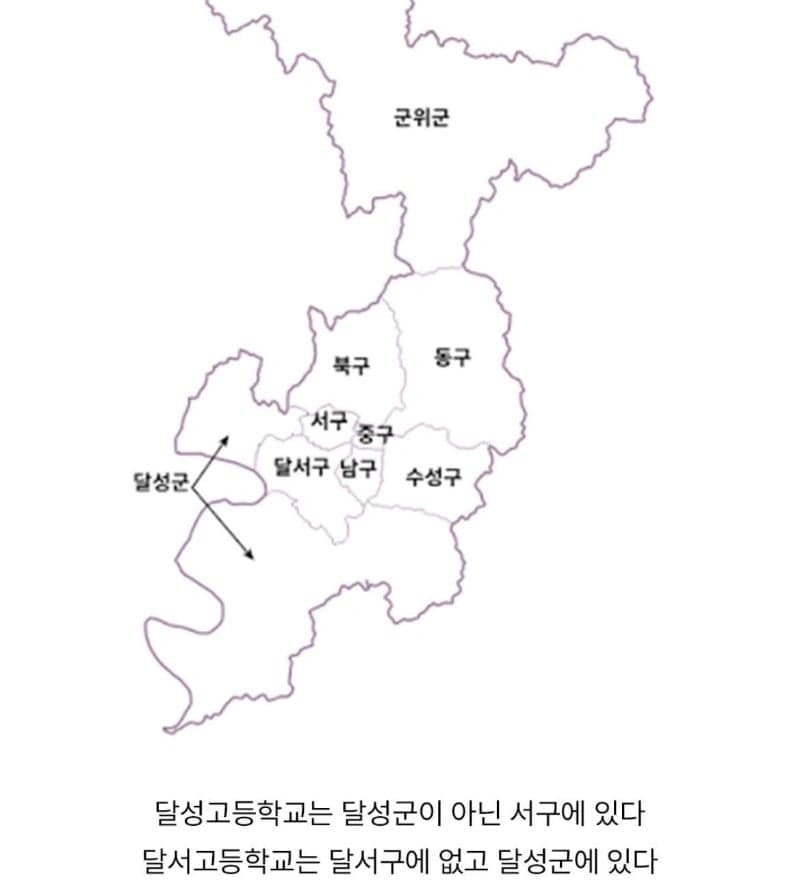 군위군
북구
동구
서구
중구
달서구
남구
수성구
달성군
달성고등학교는 달성군이 아닌 서구에 있다
달서고등학교는 달서구에 없고 달성군에 있다